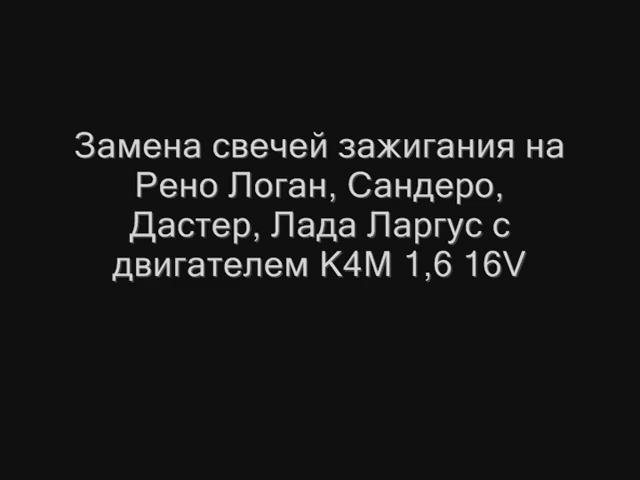 Замена свечей зажигания на
Рено Логан, Сандеро,
Дастер, Лада Ларгус с
двигателем K4M 1,6 16V